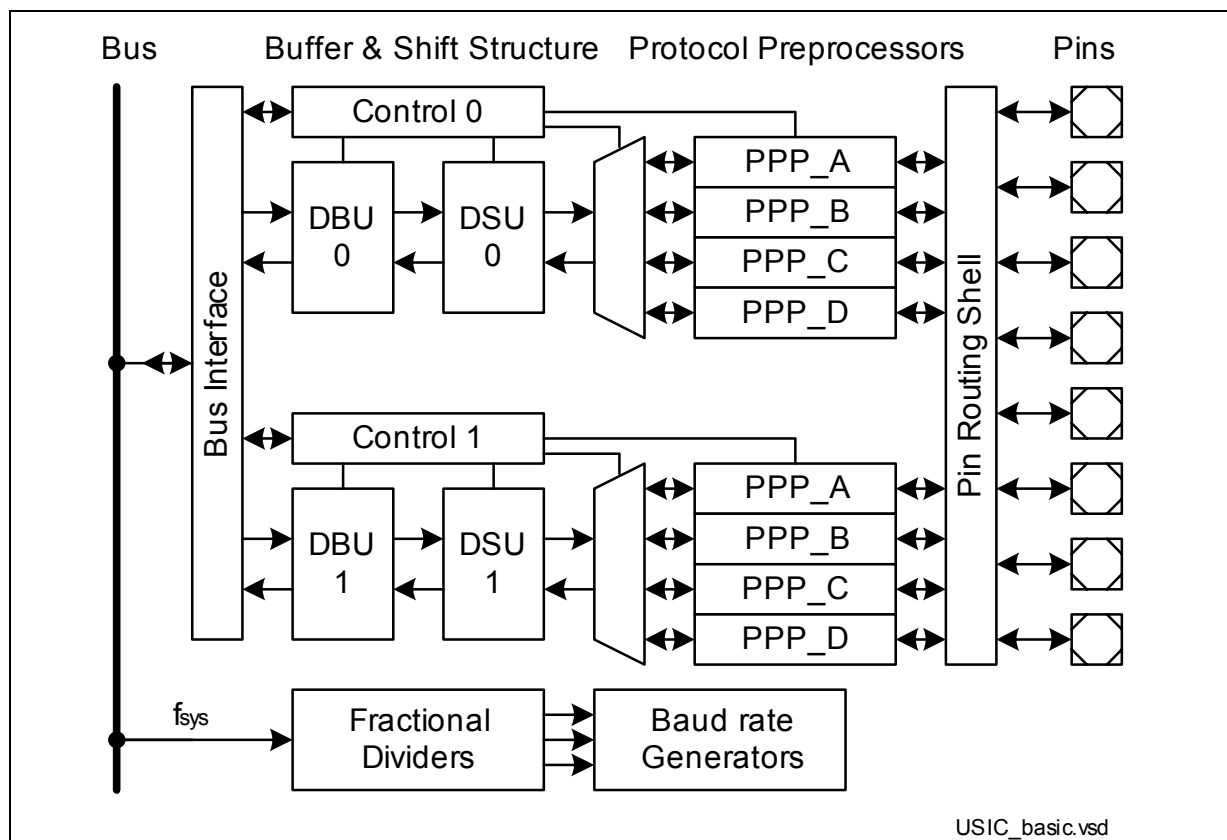 Bus
Buffer & Shift Structure
Protocol Preprocessors
Pins
Bus Interface
Control 0
DBU
0
DSU
0
PPP_A
PPP_B
PPP_C
PPP_D
Pin Routing Shell
Control 1
DBU
1
DSU
1
PPP_A
PPP_B
PPP_C
PPP_D
fsys
Fractional
Dividers
Baud rate
Generators
USIC_basic.vsd